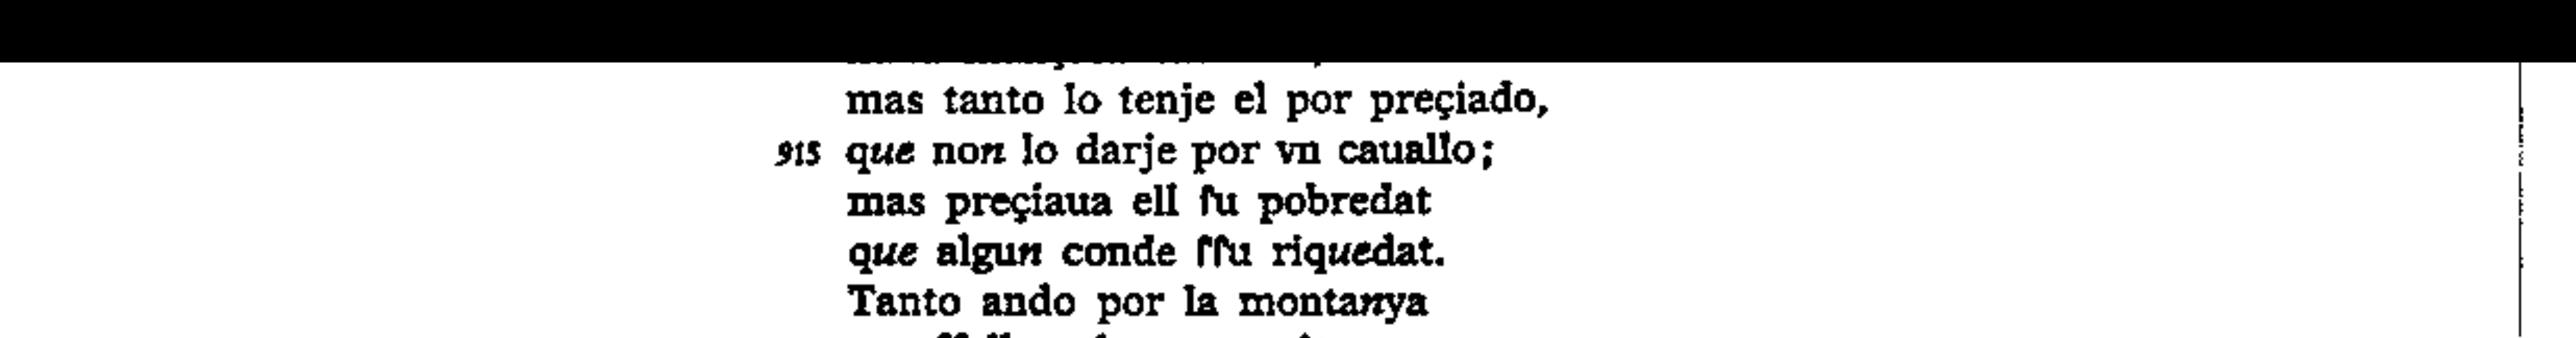 mas tanto lo tenje el por preçiado,
915 que non lo darje por vn cauallo;
mas preçiaua ell ſu pobredat
que algun conde ſſu riquedat.
Tanto ando por la montanya